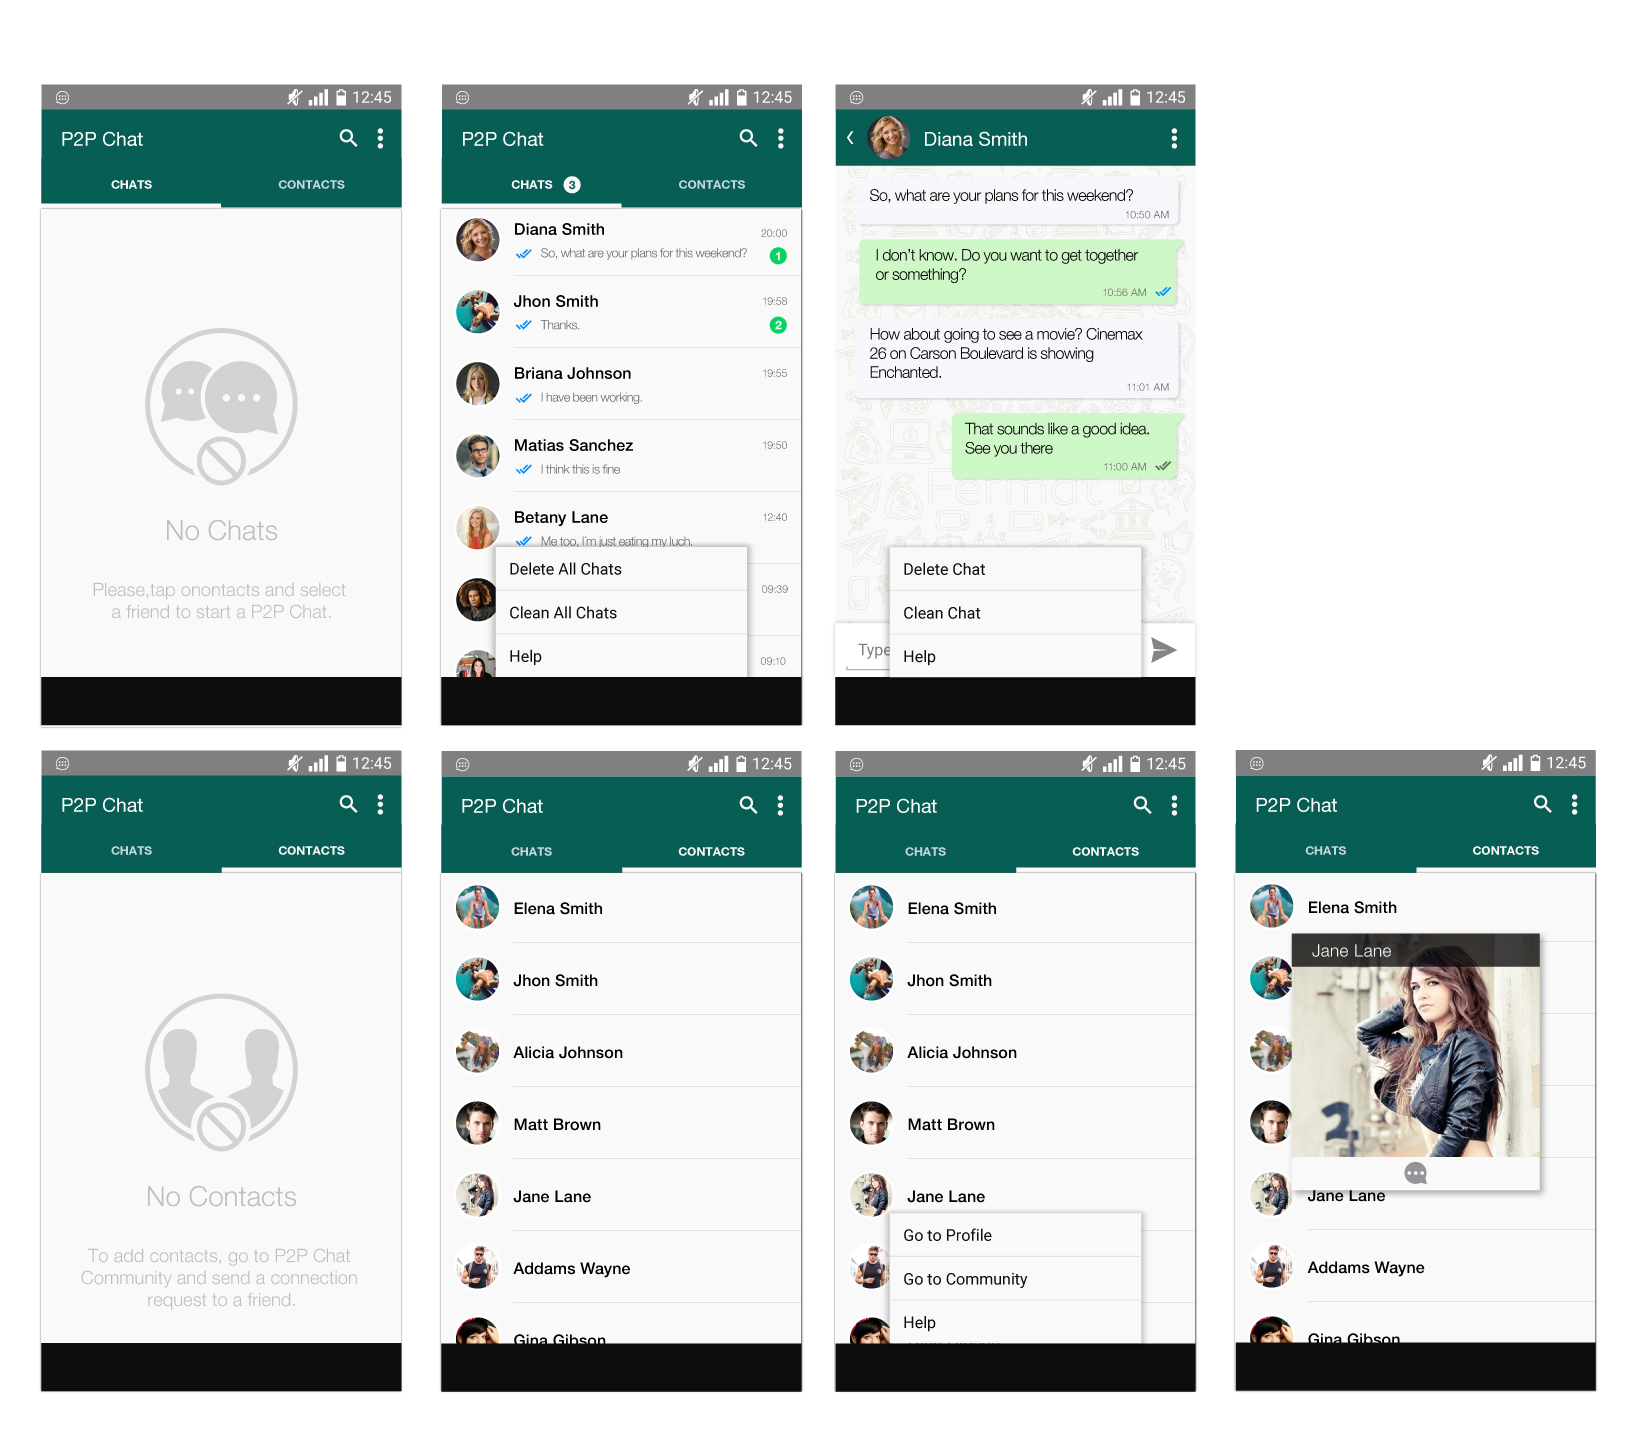 12:45
P2P Chat
CHATS CONTACTS
No Chats
Please,tap onontacts and select
a friend to start a P2P Chat.
12:45
P2P Chat
CHATS 3 CONTACTS
Diana Smith 20:00
So, what are your plans for this weekend? 1
Jhon Smith 19:58
Thanks. 2
Briana Johnson 19:55
I have been working.
Matias Sanchez 19:50
I think this is fine
Betany Lane 12:40
Me too, I'm just eating my luch.
Delete All Chats
09:39
Clean All Chats
Help
09:10
12:45
Diana Smith
So, what are your plans for this weekend?
10:50 AM
I don't know. Do you want to get together
or something?
10:56 AM
How about going to see a movie? Cinemax
26 on Carson Boulevard is showing
Enchanted.
11:01 AM
That sounds like a good idea.
See you there
11:00 AM
Fermat
Delete Chat
Clean Chat
Type
Help
12:45
P2P Chat
CHATS CONTACTS
No Contacts
To add contacts, go to P2P Chat
Community and send a connection
request to a friend.
12:45
P2P Chat
CHATS CONTACTS
Elena Smith
Jhon Smith
Alicia Johnson
Matt Brown
Jane Lane
Addams Wayne
Gina Gibson
12:45
P2P Chat
CHATS CONTACTS
Elena Smith
Jhon Smith
Alicia Johnson
Matt Brown
Jane Lane
Go to Profile
Go to Community
Help
12:45
P2P Chat
CHATS CONTACTS
Elena Smith
Jane Lane
2
Jane Lane
Addams Wayne
Gina Gibson